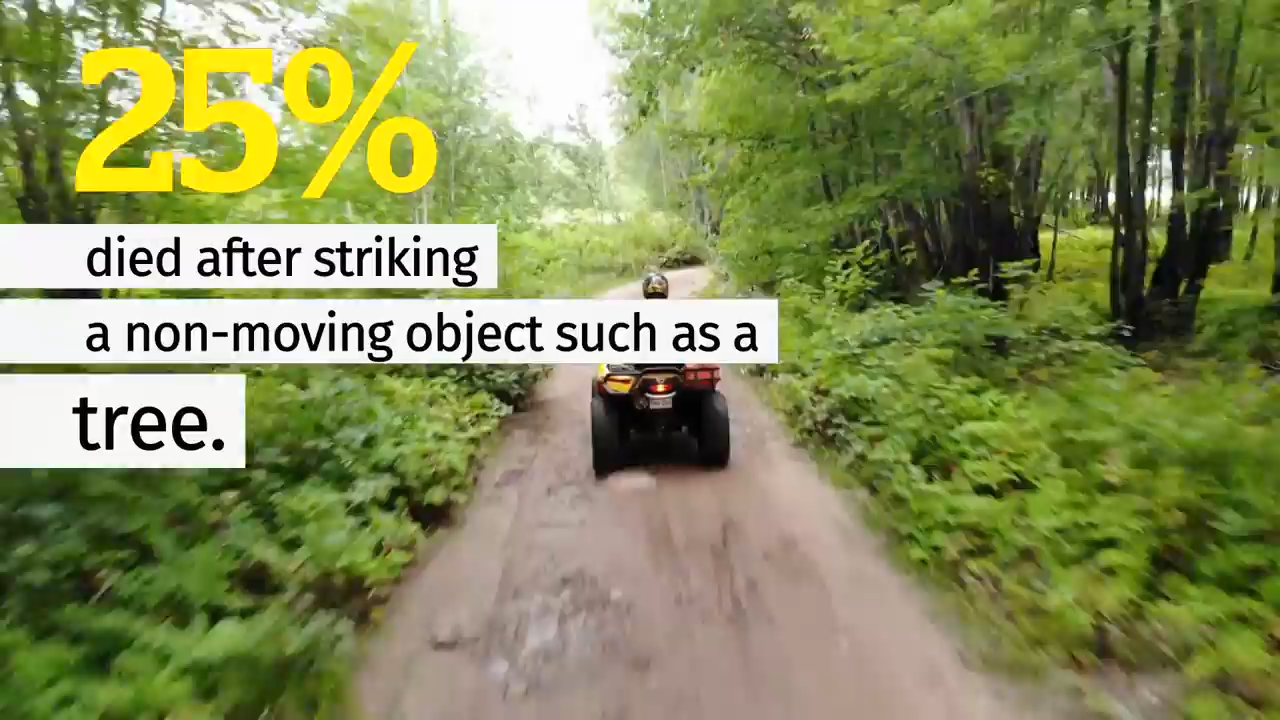 25%
died after striking
a non-moving object such as a
tree.